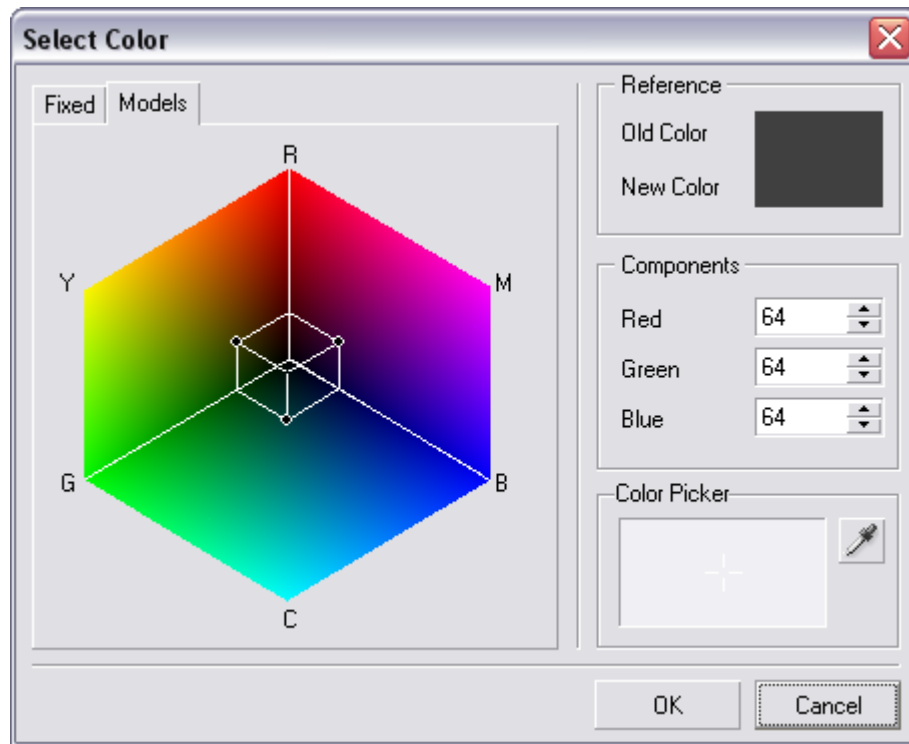 Select Color
Fixed Models
R
Y
M
G
B
C
Reference
Old Color
New Color
Components
Red 64
Green 64
Blue 64
Color Picker
OK Cancel